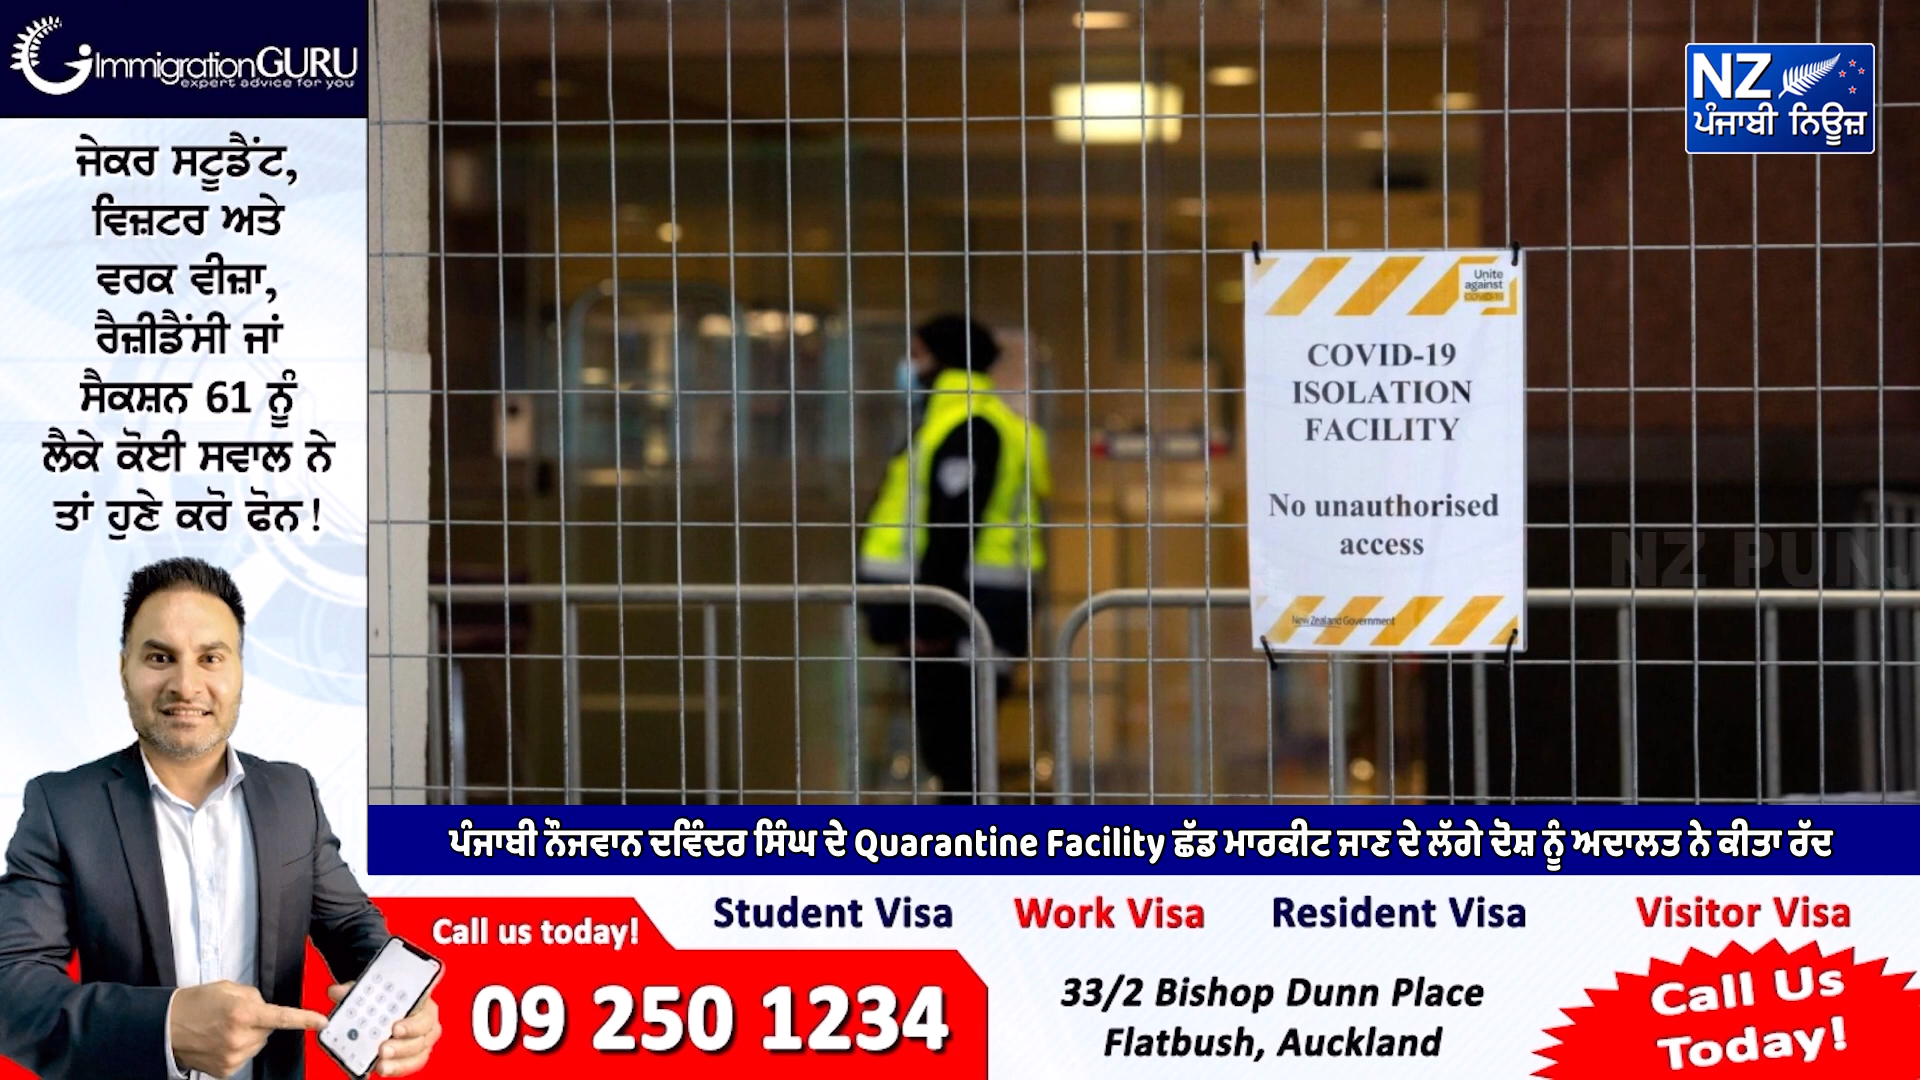 ImmigrationGURU
expert advice for you
ਜੇਕਰ ਸਟੂਡੈਂਟ,
ਵਿਜ਼ਟਰ ਅਤੇ
ਵਰਕ ਵੀਜ਼ਾ,
ਰੈਜ਼ੀਡੈਂਸੀ ਜਾਂ
ਸੈਕਸ਼ਨ 61 ਨੂੰ
ਲੈਕੇ ਕੋਈ ਸਵਾਲ ਨੇ
ਤਾਂ ਹੁਣੇ ਕਰੋ ਫੋਨ!
NZ
ਪੰਜਾਬੀ ਨਿਊਜ਼
Unite
against
COVID-19
COVID-19
ISOLATION
FACILITY
No unauthorised
access
New Zealand Government
NZ PUNJ
ਪੰਜਾਬੀ ਨੌਜਵਾਨ ਦਵਿੰਦਰ ਸਿੰਘ ਦੇ Quarantine Facility ਛੱਡ ਮਾਰਕੀਟ ਜਾਣ ਦੇ ਲੱਗੇ ਦੋਸ਼ ਨੂੰ ਅਦਾਲਤ ਨੇ ਕੀਤਾ ਰੱਦ
Student Visa Work Visa Resident Visa Visitor Visa
Call us today!
09 250 1234
33/2 Bishop Dunn Place
Flatbush, Auckland
Call Us
Today!